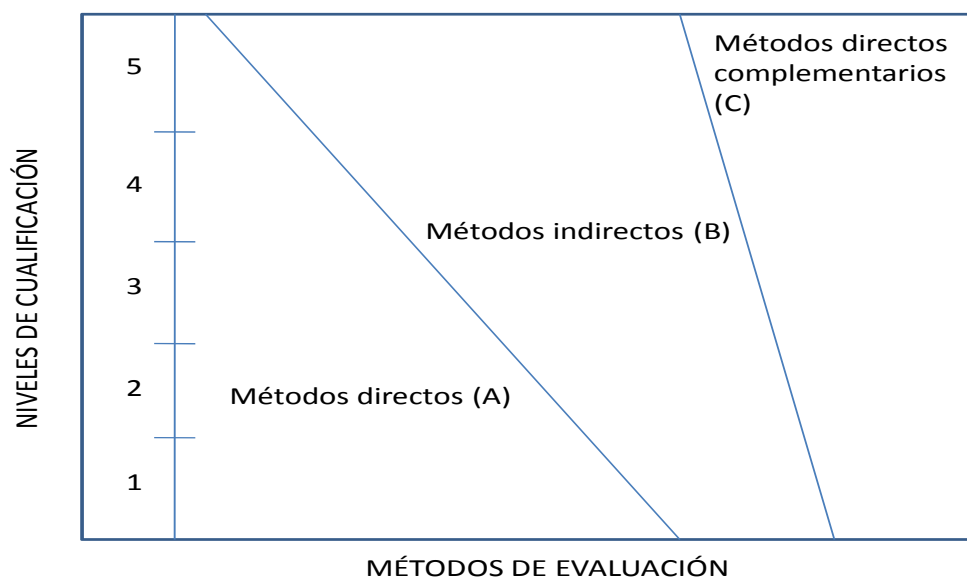 Métodos directos
complementarios
(C)
5
4
Métodos indirectos (B)
3
2
Métodos directos (A)
1
NIVELES DE CUALIFICACIÓN
MÉTODOS DE EVALUACIÓN